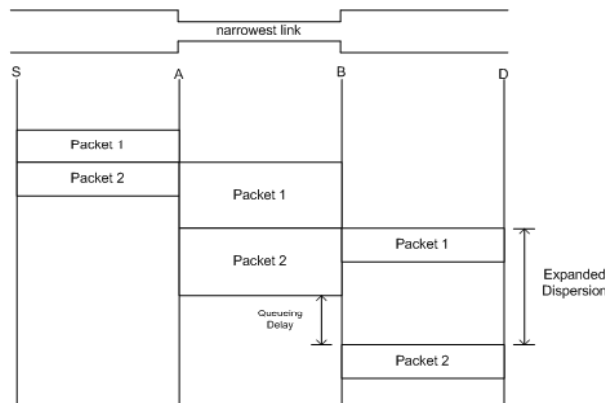 narrowest link
S
A
B
D
Packet 1
Packet 2
Packet 1
Packet 2
Packet 1
Expanded
Dispersion
Queueing
Delay
Packet 2